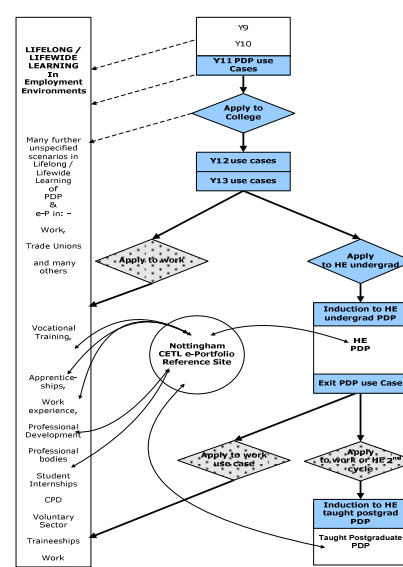 LIFELONG /
LIFEWIDE
LEARNING
In
Employment
Environments
Many further
unspecified
scenarios in
Lifelong /
Lifewide
Learning
of
PDP
&
e-P in: -
Work,
Trade Unions
and many
others
Vocational
Training,
Apprentice-
ships,
Work
experience,
Professional
Development
Professional
bodies
Student
Internships
CPD
Voluntary
Sector
Traineeships
Work
Y9
Y10
Y11 PDP use
Cases
Apply to
College
Y12 use cases
Y13 use cases
Apply to work
Apply
to HE undergrad
Induction to HE
undergrad PDP
HE
PDP
Exit PDP use Case
Nottingham
CETL e-Portfolio
Reference Site
Apply to work
use case
Apply
to work or HE 2nd
cycle
Induction to HE
taught postgrad
PDP
Taught Postgraduate
PDP